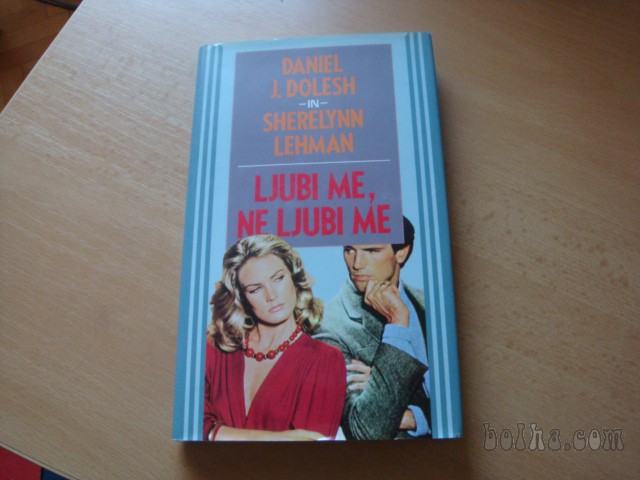 DANIEL
J. DOLESH
-IN-
SHERELYNN
LEHMAN
LJUBI ME,
NE LJUBI ME
bolha.com